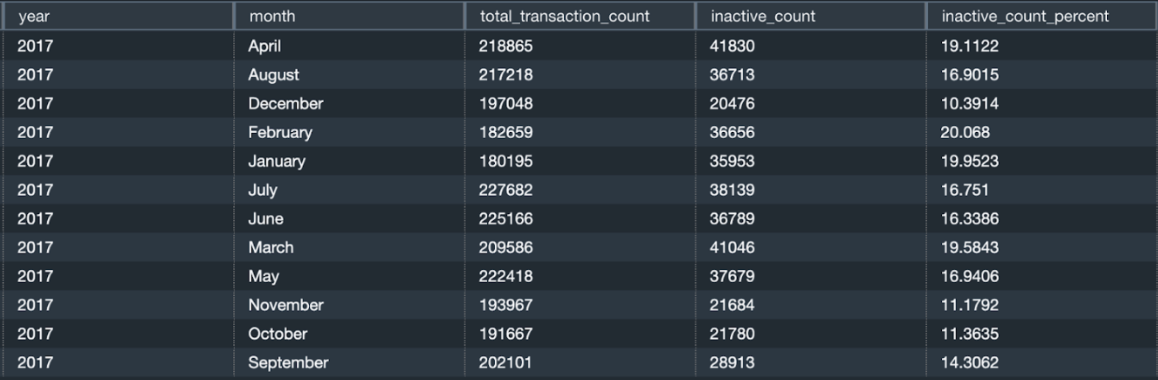 year month total_transaction_count inactive_count inactive_count_percent
2017 April 218865 41830 19.1122
2017 August 217218 36713 16.9015
2017 December 197048 20476 10.3914
2017 February 182659 36656 20.068
2017 January 180195 35953 19.9523
2017 July 227682 38139 16.751
2017 June 225166 36789 16.3386
2017 March 209586 41046 19.5843
2017 May 222418 37679 16.9406
2017 November 193967 21684 11.1792
2017 October 191667 21780 11.3635
2017 September 202101 28913 14.3062